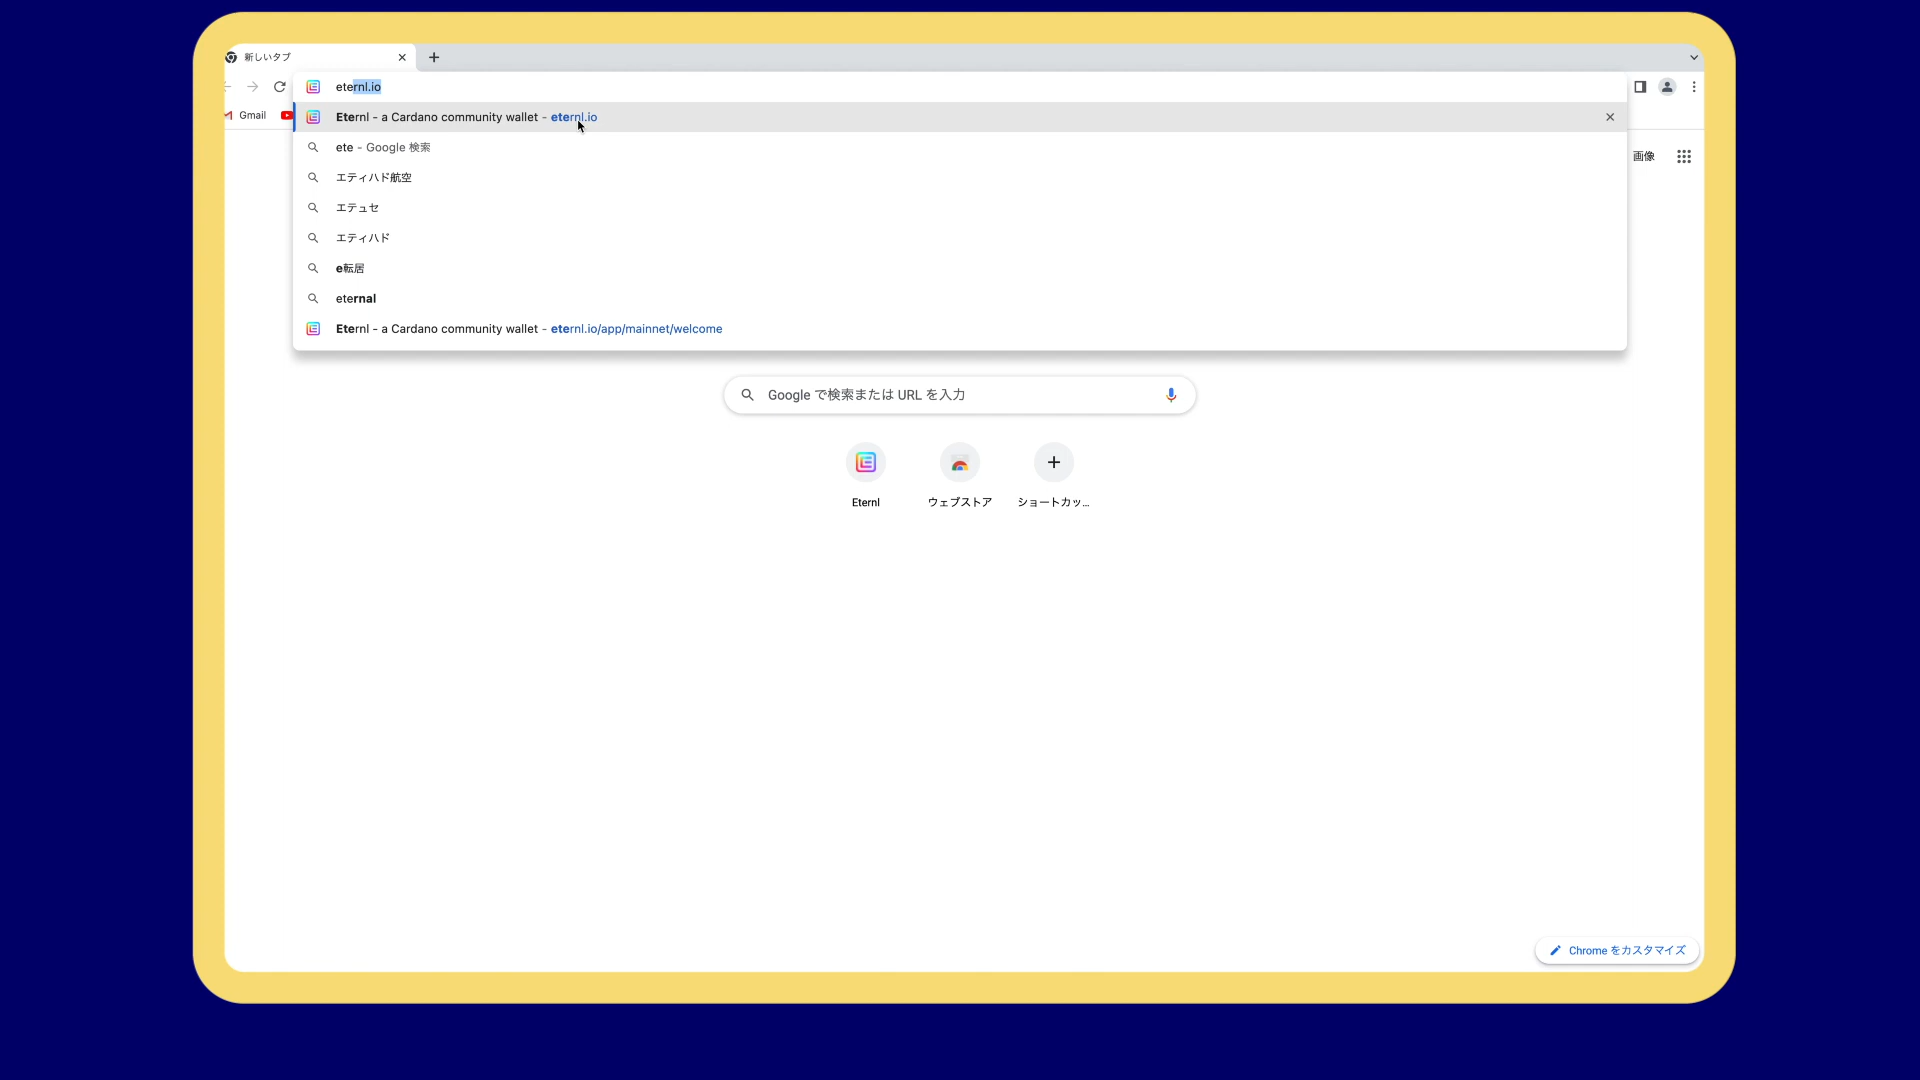 新しいタブ
eternl.io
Gmail
Eternl - a Cardano community wallet - eternl.io
ete - Google 検索
画像
エティハド航空
エテュセ
エティハド
e転居
eternal
Eternl - a Cardano community wallet - eternl.io/app/mainnet/welcome
Google で検索または URL を入力
Eternl
ウェブストア
ショートカッ...
Chrome をカスタマイズ